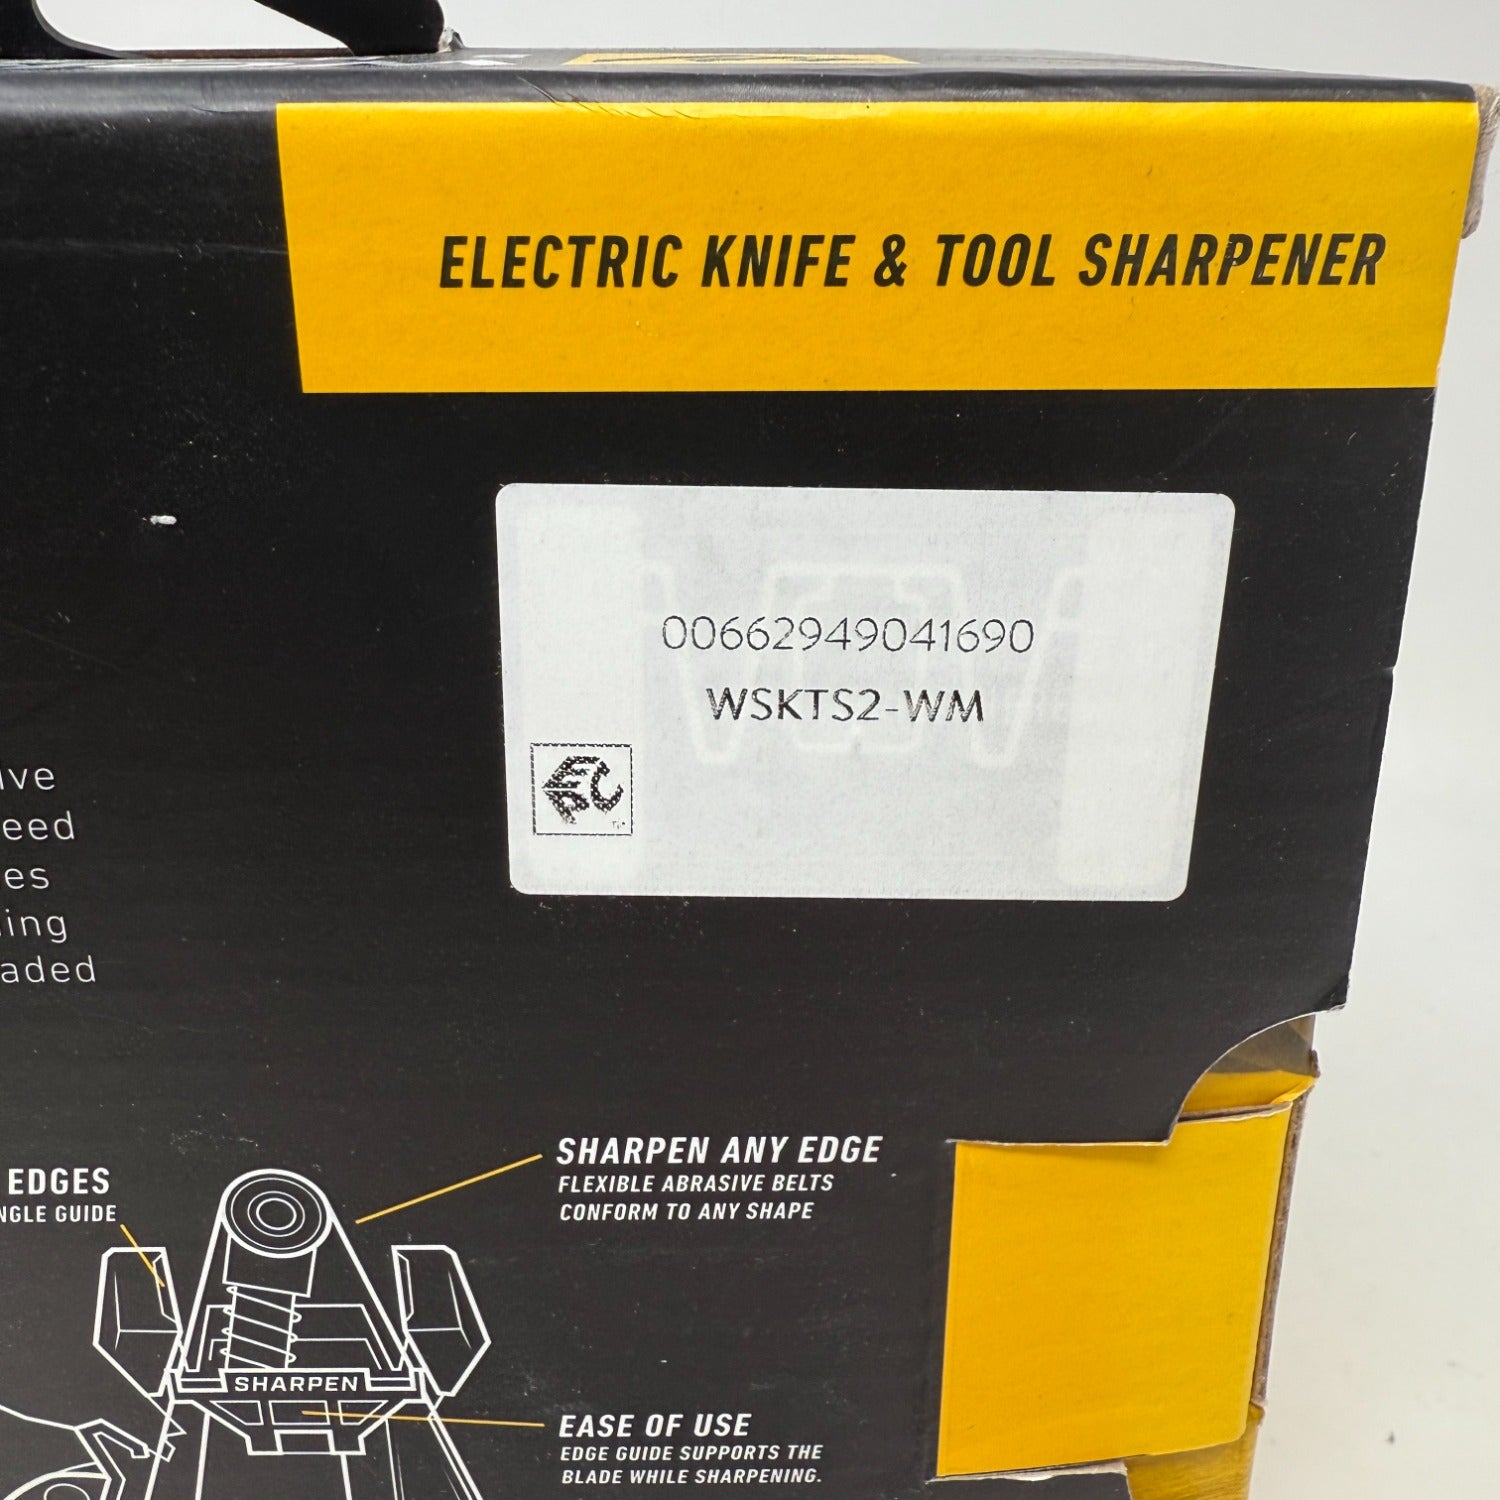 ELECTRIC KNIFE & TOOL SHARPENER
00662949041690
WSKTS2-WM
EPC
ive
eed
es
ing
aded
EDGES
NGLE GUIDE
SHARPEN ANY EDGE
FLEXIBLE ABRASIVE BELTS
CONFORM TO ANY SHAPE
SHARPEN
EASE OF USE
EDGE GUIDE SUPPORTS THE
BLADE WHILE SHARPENING.